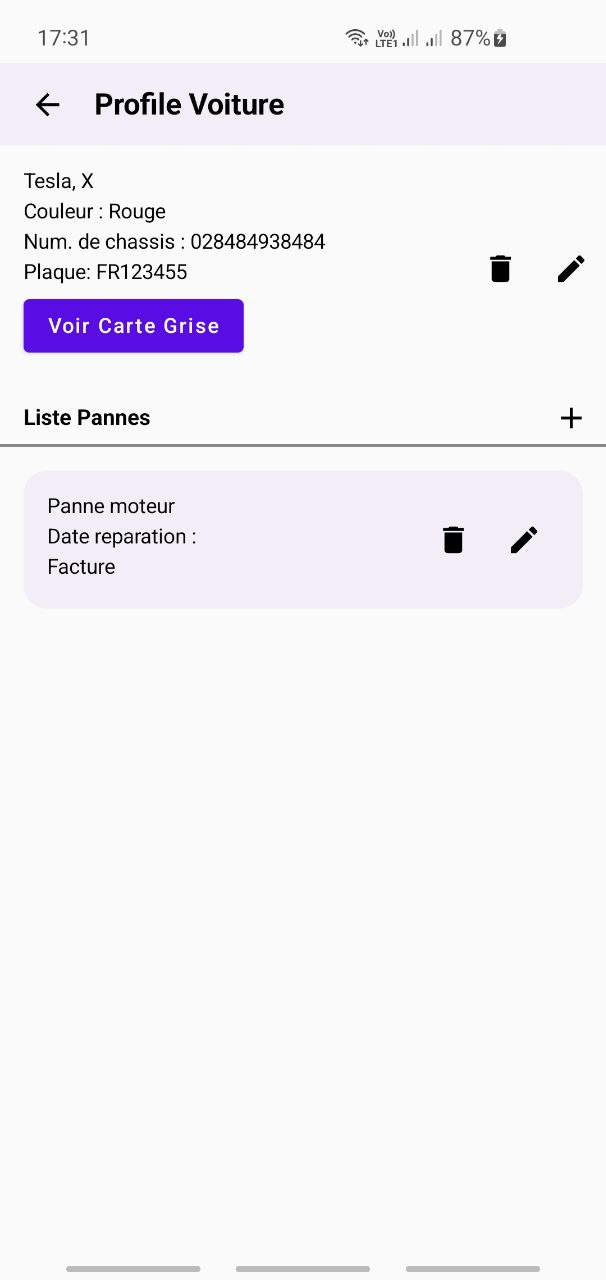 17:31
Vo)) LTE1 87%
Profile Voiture
Tesla, X
Couleur : Rouge
Num. de chassis : 028484938484
Plaque: FR123455
Voir Carte Grise
Liste Pannes
Panne moteur
Date reparation :
Facture